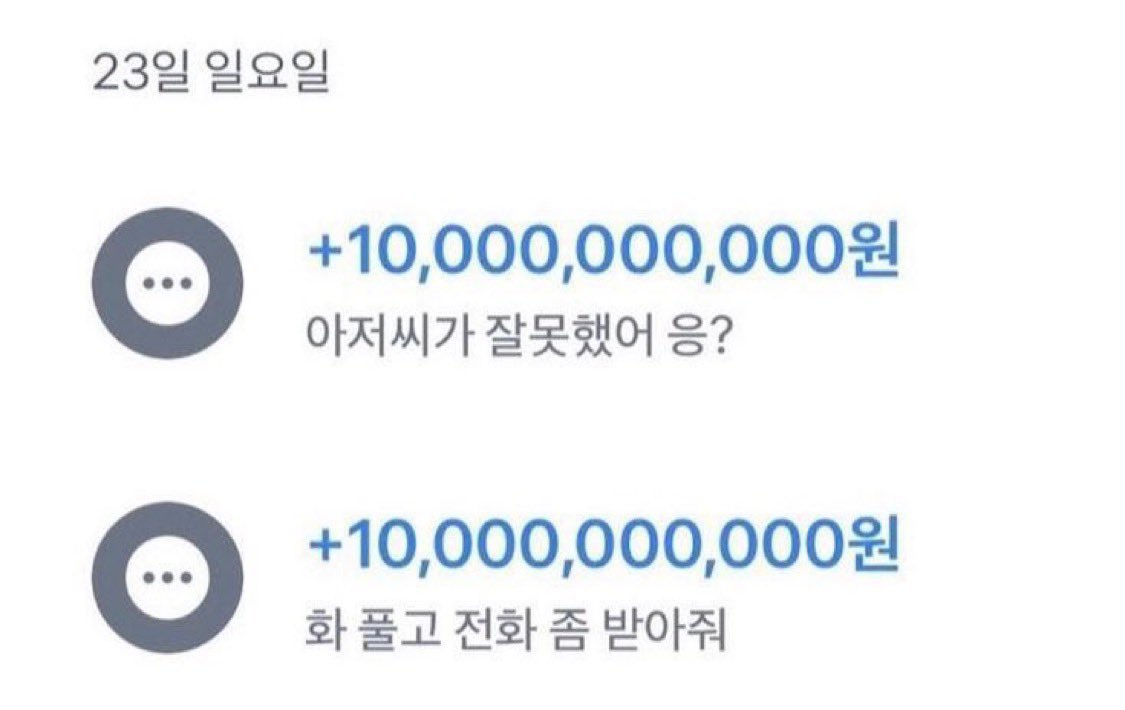 23일 일요일
+10,000,000,000원
아저씨가 잘못했어 응?
+10,000,000,000원
화 풀고 전화 좀 받아줘